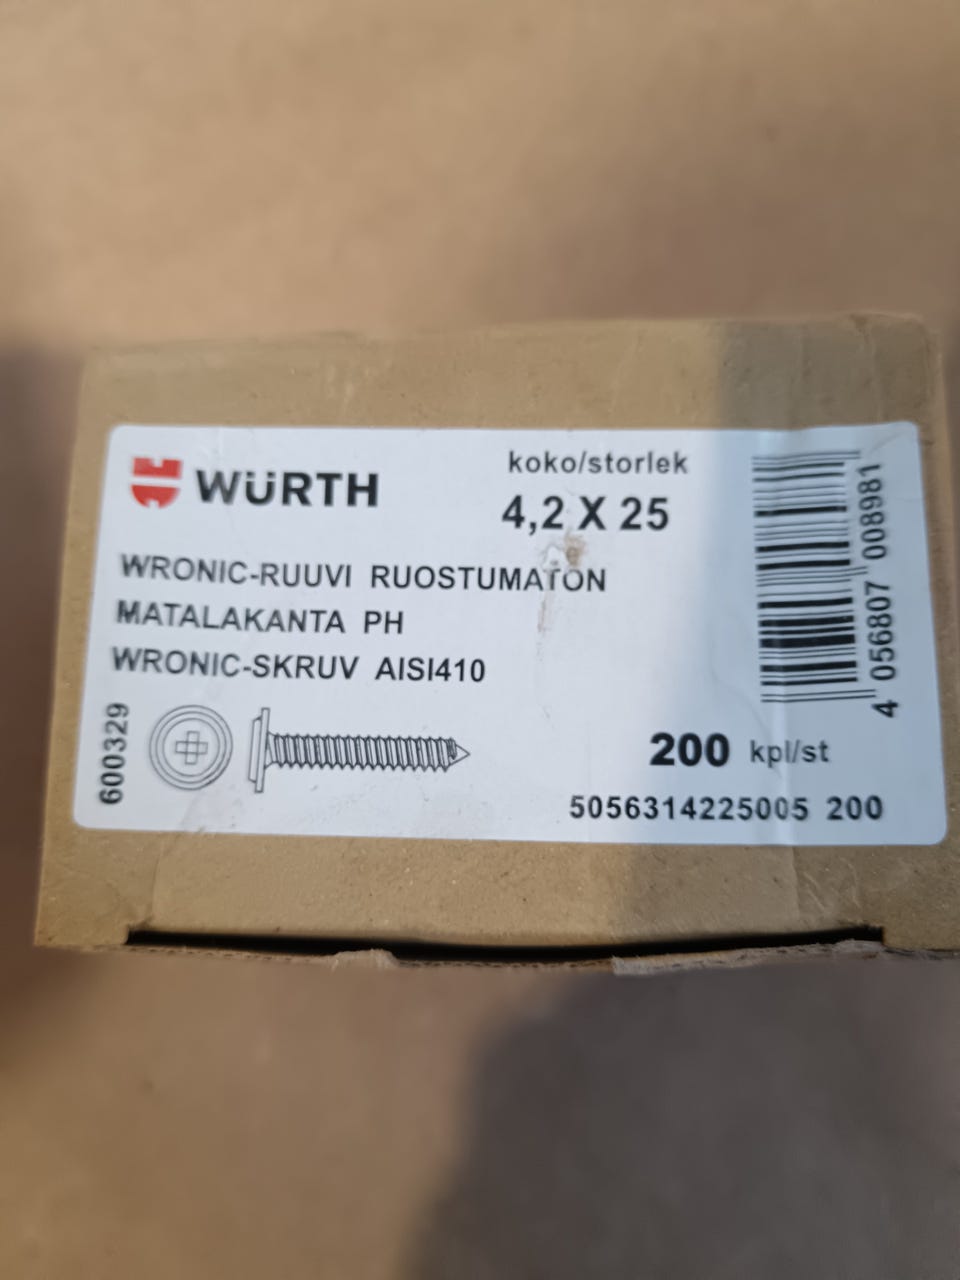 WÜRTH
koko/storlek
4,2 X 25
WRONIC-RUUVI RUOSTUMATON
MATALAKANTA PH
WRONIC-SKRUV AISI410
600329
200 kpl/st
5056314225005 200
4 056807 008981